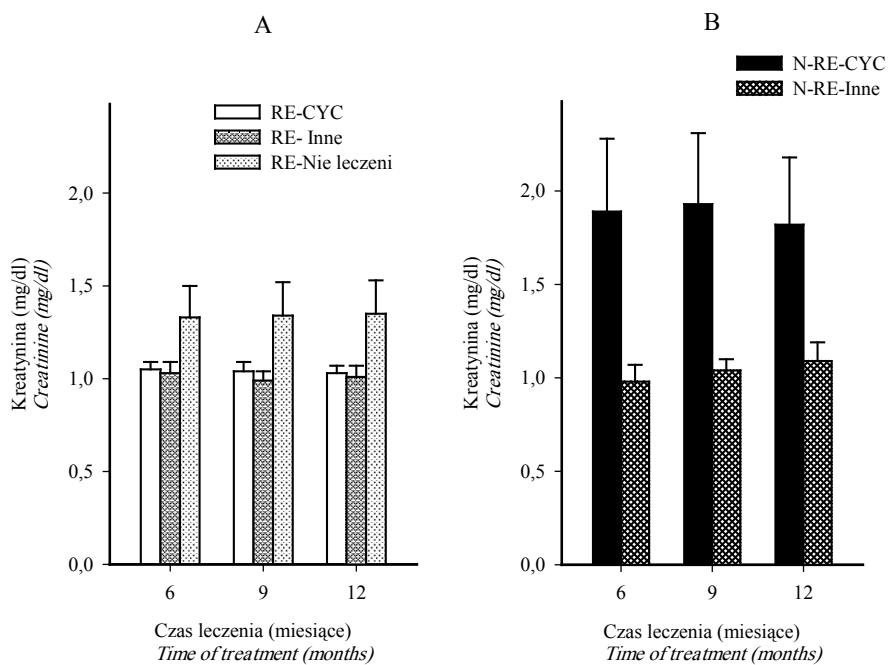 A
RE-CYC
RE- Inne
RE-Nie leczeni
2,0
1,5
1,0
0,5
0,0
Kreatynina (mg/dl)
Creatinine (mg/dl)
6 9 12
Czas leczenia (miesiące)
Time of treatment (months)
B
N-RE-CYC
N-RE-Inne
2,0
1,5
1,0
0,5
0,0
Kreatynina (mg/dl)
Creatinine (mg/dl)
6 9 12
Czas leczenia (miesiące)
Time of treatment (months)